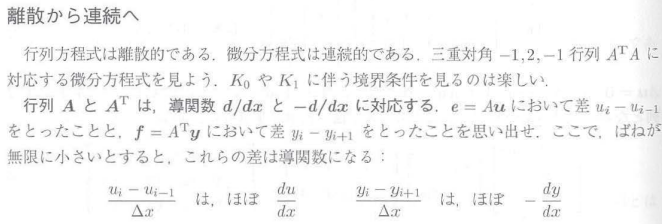 離散から連続へ
行列方程式は離散的である．微分方程式は連続的である．三重対角 −1, 2, −1 行列 AᵀA に
対応する微分方程式を見よう．K₀ や K₁ に伴う境界条件を見るのは楽しい．
行列 A と Aᵀ は，導関数 d/dx と −d/dx に対応する．e = Au において差 uᵢ − uᵢ₋₁
をとったことと，f = Aᵀy において差 yᵢ − yᵢ₊₁ をとったことを思い出せ．ここで，ばねが
無限に小さいとすると，これらの差は導関数になる：
(uᵢ − uᵢ₋₁)/Δx は，ほぼ du/dx (yᵢ − yᵢ₊₁)/Δx は，ほぼ −dy/dx